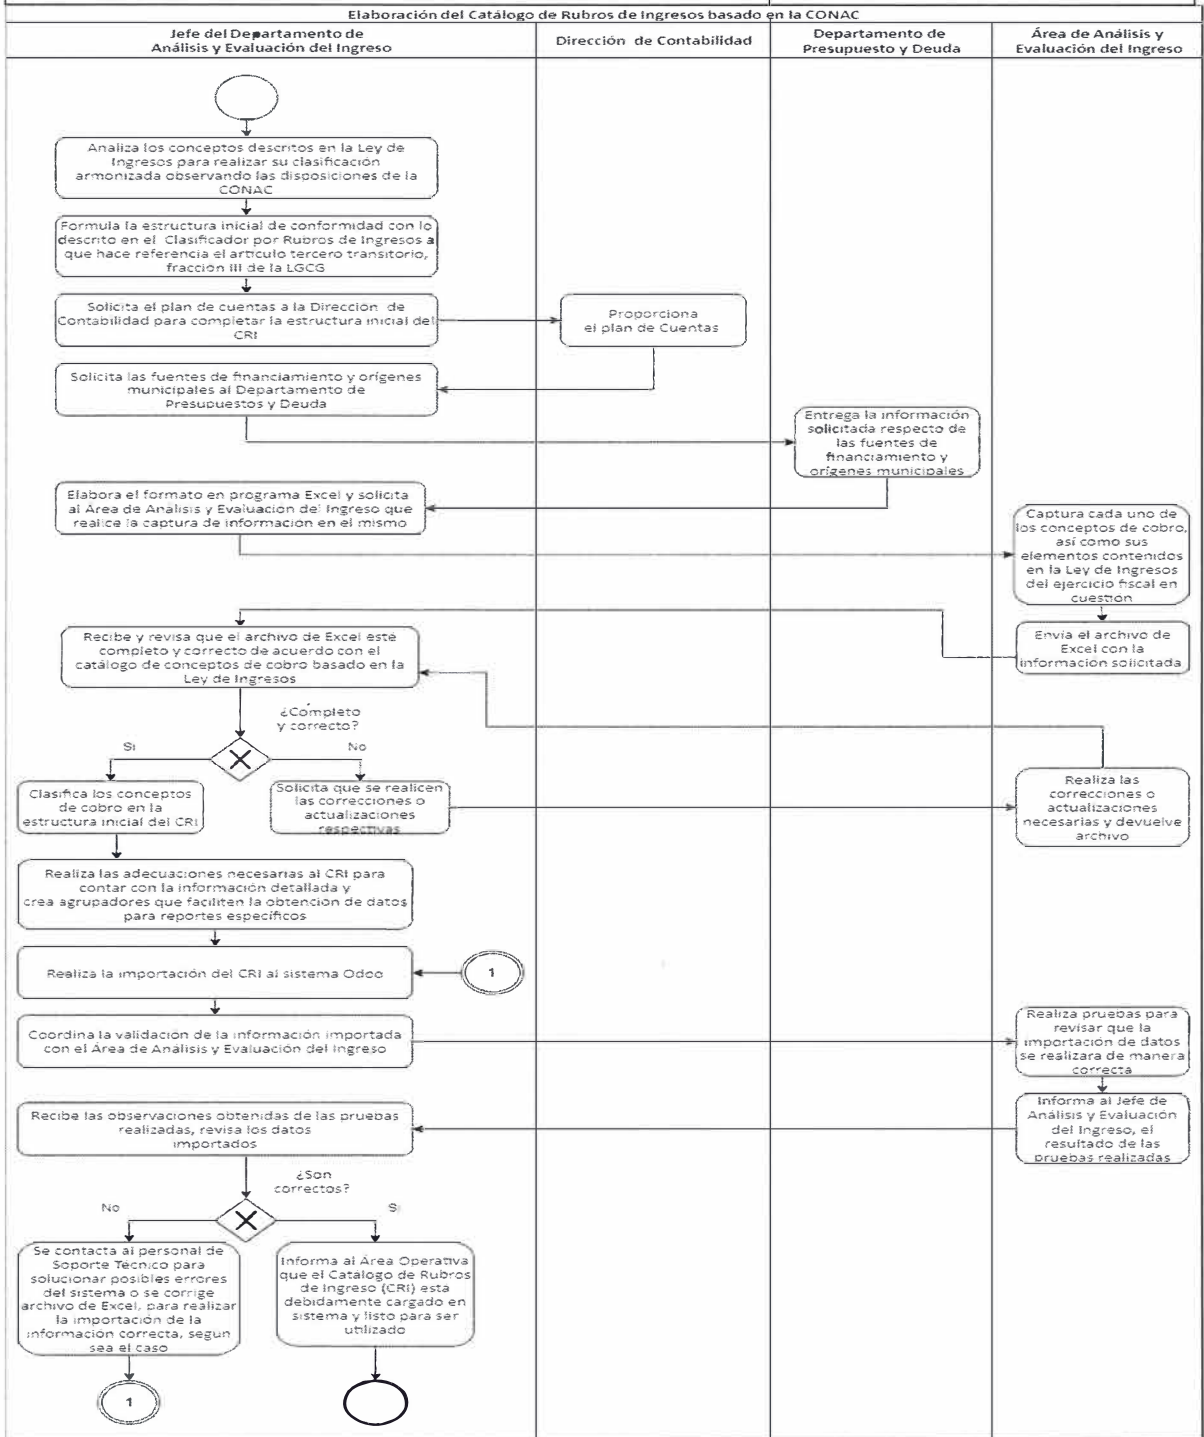 Elaboración del Catálogo de Rubros de Ingresos basado en la CONAC
Jefe del Departamento de
Análisis y Evaluación del Ingreso
Dirección de Contabilidad
Departamento de
Presupuesto y Deuda
Área de Análisis y
Evaluación del Ingreso
Analiza los conceptos descritos en la Ley de
Ingresos para realizar su clasificación
armonizada observando las disposiciones de la
CONAC
Formula la estructura inicial de conformidad con lo
descrito en el Clasificador por Rubros de Ingresos a
que hace referencia el artículo tercero transitorio,
fracción III de la LGCG
Solicita el plan de cuentas a la Dirección de
Contabilidad para completar la estructura inicial del
CRI
Proporciona
el plan de Cuentas
Solicita las fuentes de financiamiento y orígenes
municipales al Departamento de
Presupuestos y Deuda
Entrega la información
solicitada respecto de
las fuentes de
financiamiento y
orígenes municipales
Elabora el formato en programa Excel y solicita
al Área de Análisis y Evaluación del Ingreso que
realice la captura de información en el mismo
Captura cada uno de
los conceptos de cobro,
así como sus
elementos contenidos
en la Ley de Ingresos
del ejercicio fiscal en
cuestión
Envía el archivo de
Excel con la
información solicitada
Recibe y revisa que el archivo de Excel esté
completo y correcto de acuerdo con el
catálogo de conceptos de cobro basado en la
Ley de Ingresos
¿Completo
y correcto?
Si
No
Clasifica los conceptos
de cobro en la
estructura inicial del CRI
Solicita que se realicen
las correcciones o
actualizaciones
respectivas
Realiza las
correcciones o
actualizaciones
necesarias y devuelve
archivo
Realiza las adecuaciones necesarias al CRI para
contar con la información detallada y
crea agrupadores que faciliten la obtención de datos
para reportes específicos
Realiza la importación del CRI al sistema Odoo
1
Coordina la validación de la información importada
con el Área de Análisis y Evaluación del Ingreso
Realiza pruebas para
revisar que la
importación de datos
se realizara de manera
correcta
Informa al Jefe de
Análisis y Evaluación
del Ingreso, el
resultado de las
pruebas realizadas
Recibe las observaciones obtenidas de las pruebas
realizadas, revisa los datos
importados
¿Son
correctos?
No
Si
Se contacta al personal de
Soporte Técnico para
solucionar posibles errores
del sistema o se corrige
archivo de Excel, para realizar
la importación de la
información correcta, según
sea el caso
Informa al Área Operativa
que el Catálogo de Rubros
de Ingreso (CRI) esta
debidamente cargado en
sistema y listo para ser
utilizado
1